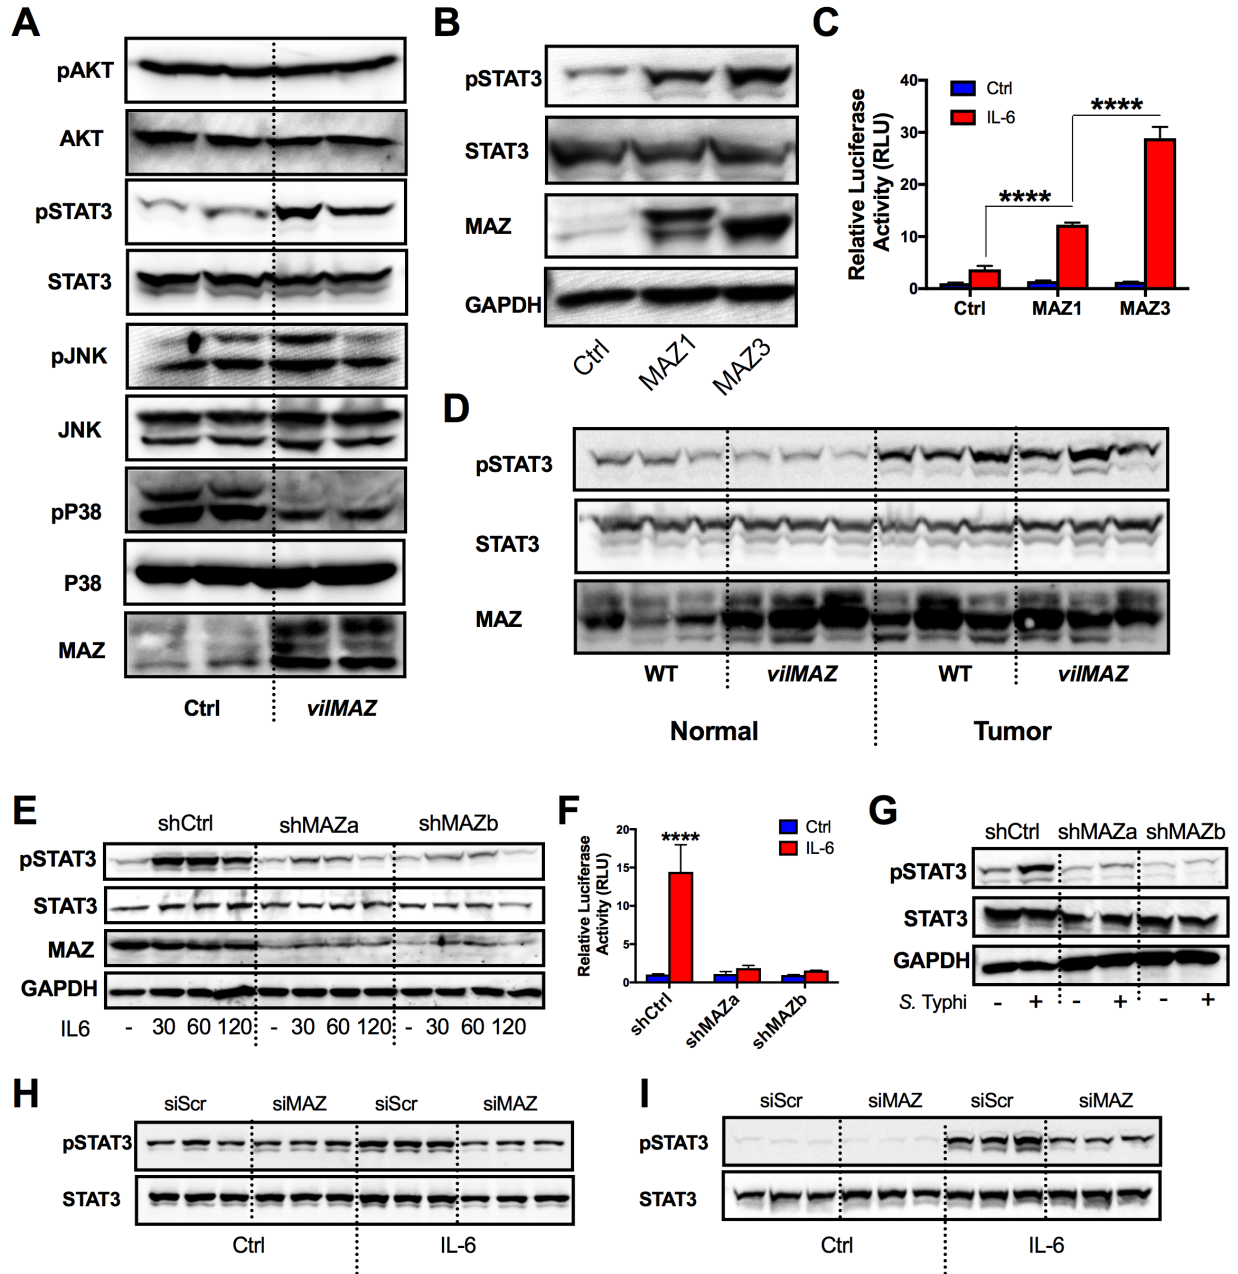 A
pAKT
AKT
pSTAT3
STAT3
pJNK
JNK
pP38
P38
MAZ
Ctrl vilMAZ
B
pSTAT3
STAT3
MAZ
GAPDH
Ctrl MAZ1 MAZ3
C
Relative Luciferase
Activity (RLU)
40
30
20
10
0
Ctrl
IL-6
****
****
Ctrl MAZ1 MAZ3
D
pSTAT3
STAT3
MAZ
WT vilMAZ WT vilMAZ
Normal Tumor
E
shCtrl shMAZa shMAZb
pSTAT3
STAT3
MAZ
GAPDH
IL6 - 30 60 120 - 30 60 120 - 30 60 120
F
Relative Luciferase
Activity (RLU)
20
15
10
5
0
****
Ctrl
IL-6
shCtrl shMAZa shMAZb
G
shCtrl shMAZa shMAZb
pSTAT3
STAT3
GAPDH
S. Typhi - + - + - +
H
siScr siMAZ siScr siMAZ
pSTAT3
STAT3
Ctrl IL-6
I
siScr siMAZ siScr siMAZ
pSTAT3
STAT3
Ctrl IL-6